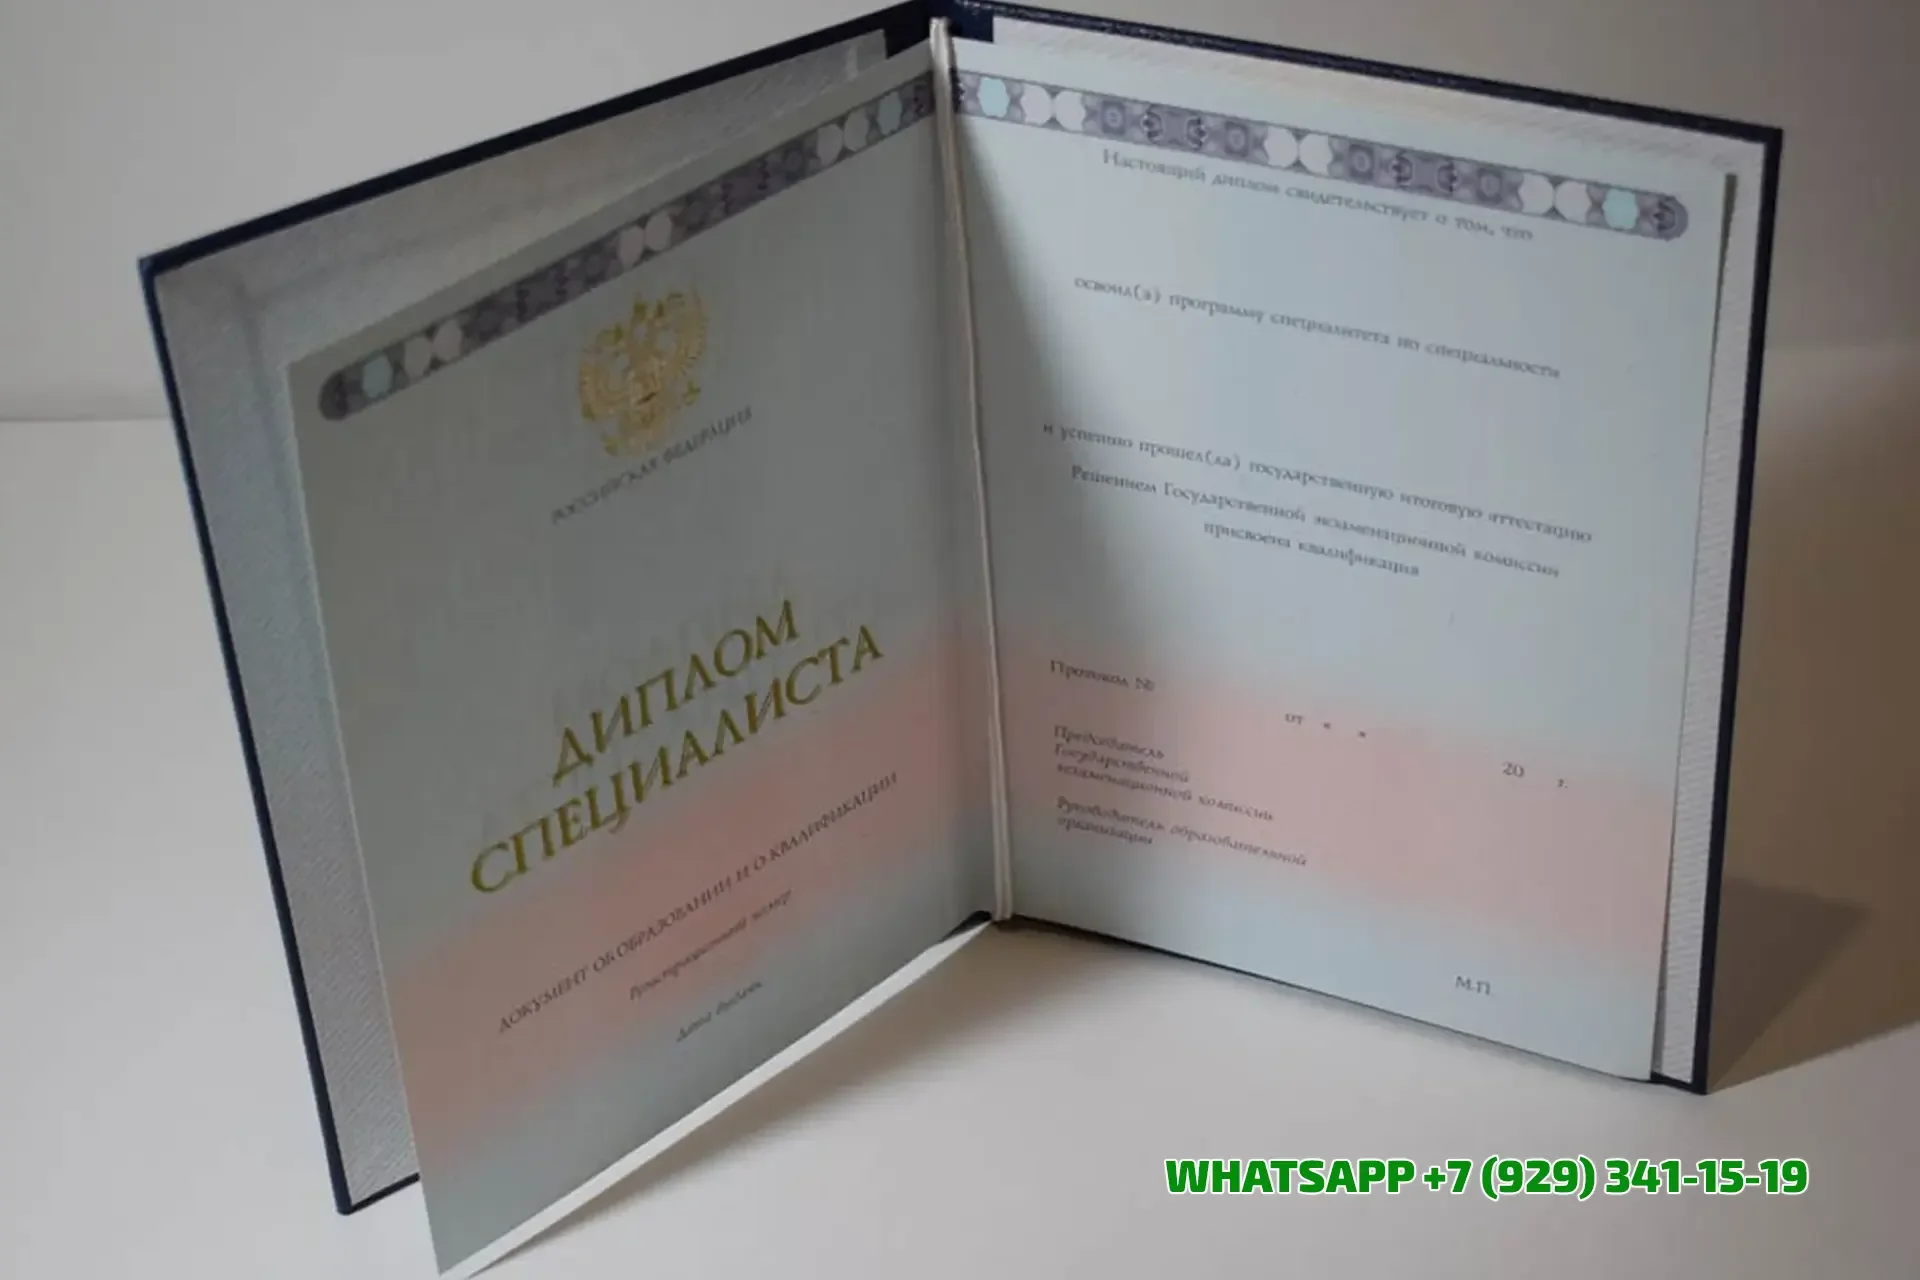 РОССИЙСКАЯ ФЕДЕРАЦИЯ
ДИПЛОМ
СПЕЦИАЛИСТА
ДОКУМЕНТ ОБ ОБРАЗОВАНИИ И О КВАЛИФИКАЦИИ
Регистрационный номер
Дата выдачи
Настоящий диплом свидетельствует о том, что
освоил(а) программу специалитета по специальности
и успешно прошел(ла) государственную итоговую аттестацию
Решением Государственной экзаменационной комиссии
присвоена квалификация
Протокол №
от « »
20 г.
Председатель
Государственной
экзаменационной комиссии
Руководитель образовательной
организации
М.П.
WHATSAPP +7 (929) 341-15-19